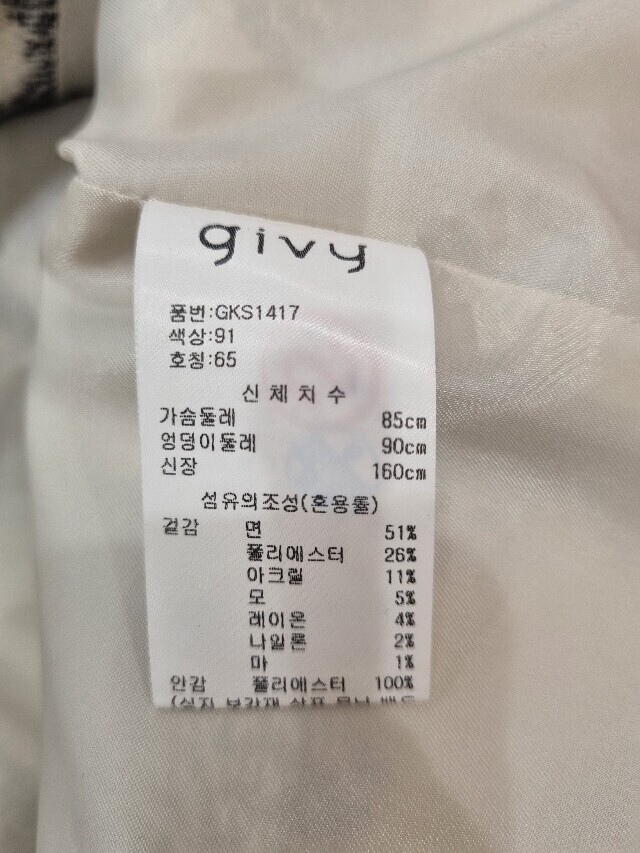 givy
품번:GKS1417
색상:91
호칭:65
신체치수
가슴둘레 85cm
엉덩이둘레 90cm
신장 160cm
섬유의조성(혼용률)
겉감 면 51%
폴리에스터 26%
아크릴 11%
모 5%
레이온 4%
나일론 2%
마 1%
안감 폴리에스터 100%